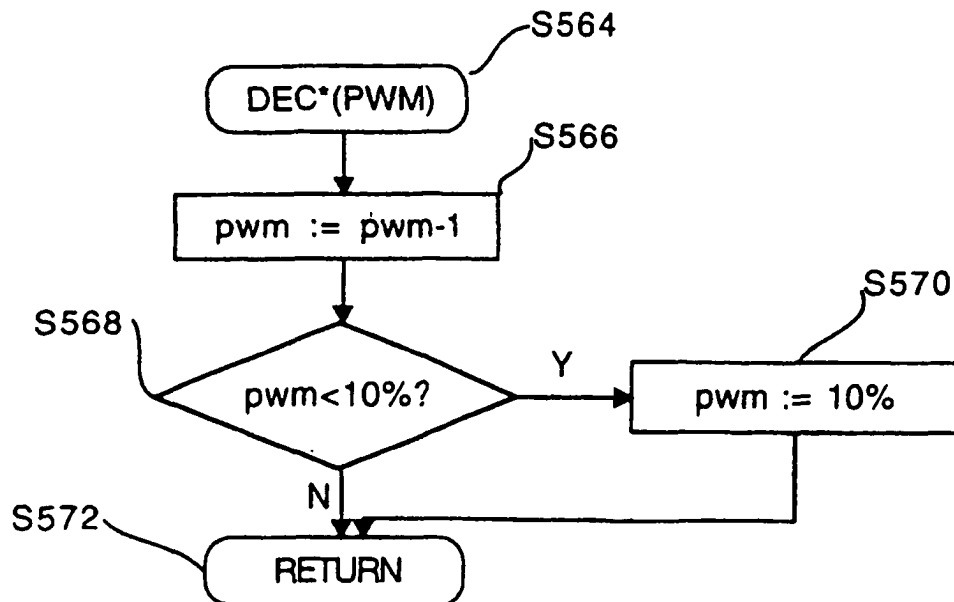 S564
DEC*(PWM)
S566
pwm := pwm-1
S570
S568
pwm<10%?
Y
pwm := 10%
N
S572
RETURN